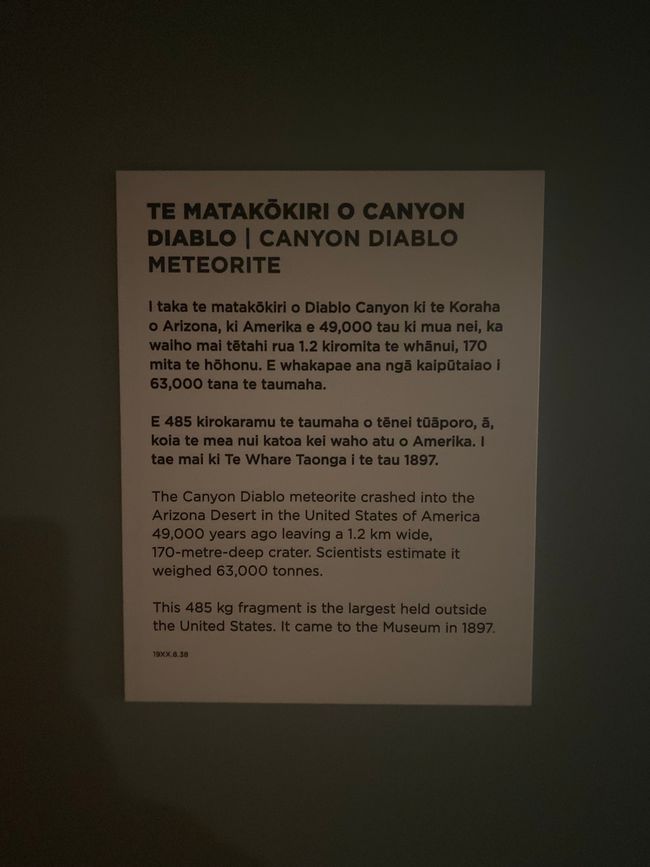 TE MATAKŌKIRI O CANYON
DIABLO | CANYON DIABLO
METEORITE
I taka te matakōkiri o Diablo Canyon ki te Koraha
o Arizona, ki Amerika e 49,000 tau ki mua nei, ka
waiho mai tētahi rua 1.2 kiromita te whānui, 170
mita te hōhonu. E whakapae ana ngā kaipūtaiao i
63,000 tana te taumaha.
E 485 kirokaramu te taumaha o tēnei tūāporo, ā,
koia te mea nui katoa kei waho atu o Amerika. I
tae mai ki Te Whare Taonga i te tau 1897.
The Canyon Diablo meteorite crashed into the
Arizona Desert in the United States of America
49,000 years ago leaving a 1.2 km wide,
170-metre-deep crater. Scientists estimate it
weighed 63,000 tonnes.
This 485 kg fragment is the largest held outside
the United States. It came to the Museum in 1897.
19XX.8.38